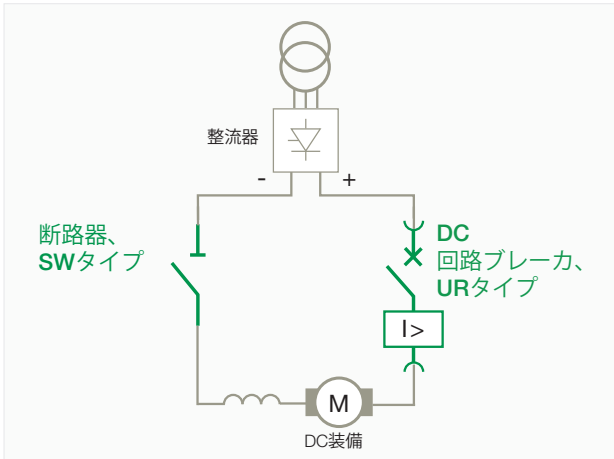 整流器
- +
断路器、
SWタイプ
DC
回路ブレーカ、
URタイプ
I>
M
DC装備